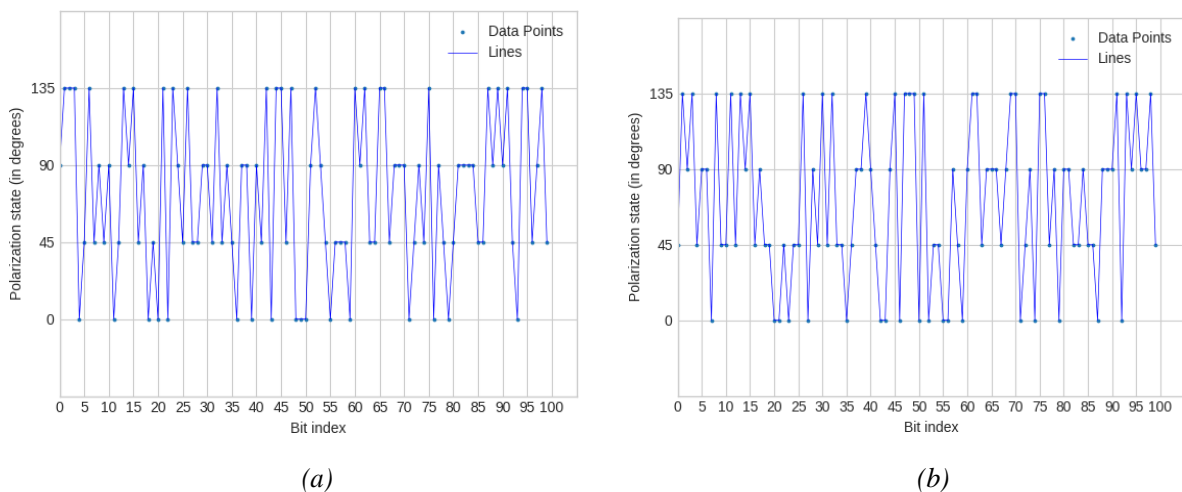 Data Points
Lines
135
90
45
0
Polarization state (in degrees)
0 5 10 15 20 25 30 35 40 45 50 55 60 65 70 75 80 85 90 95 100
Bit index
(a)
Data Points
Lines
135
90
45
0
Polarization state (in degrees)
0 5 10 15 20 25 30 35 40 45 50 55 60 65 70 75 80 85 90 95 100
Bit index
(b)